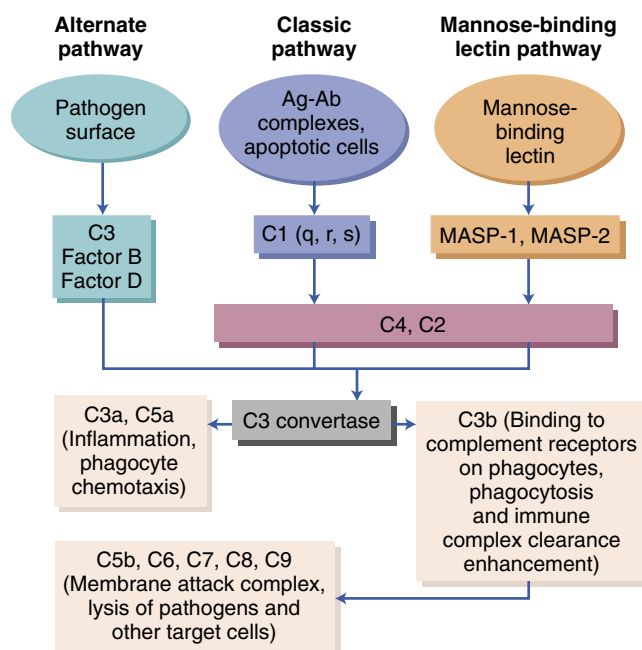 Alternate
pathway
Classic
pathway
Mannose-binding
lectin pathway
Pathogen
surface
Ag-Ab
complexes,
apoptotic cells
Mannose-
binding
lectin
C3
Factor B
Factor D
C1 (q, r, s)
MASP-1, MASP-2
C4, C2
C3a, C5a
(Inflammation,
phagocyte
chemotaxis)
C3 convertase
C3b (Binding to
complement receptors
on phagocytes,
phagocytosis
and immune
complex clearance
enhancement)
C5b, C6, C7, C8, C9
(Membrane attack complex,
lysis of pathogens and
other target cells)